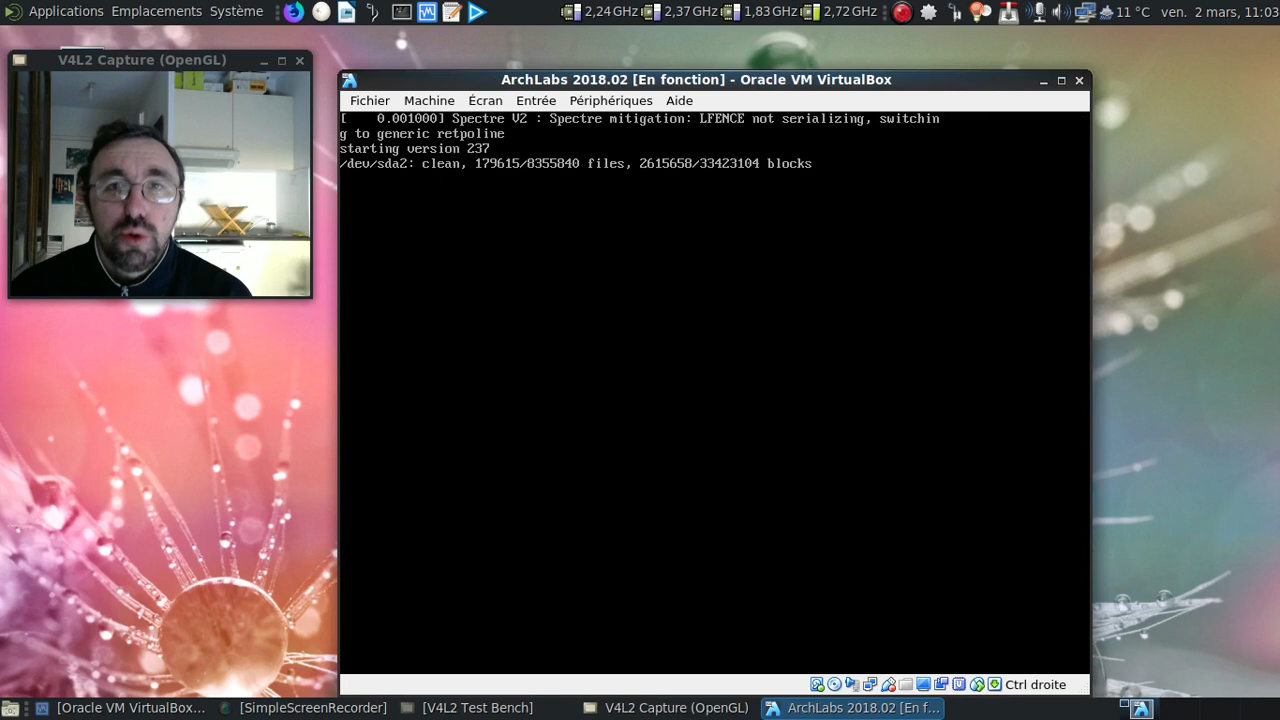 Applications Emplacements Système
2,24 GHz 2,37 GHz 1,83 GHz 2,72 GHz
11 °C ven. 2 mars, 11:03
V4L2 Capture (OpenGL)
ArchLabs 2018.02 [En fonction] - Oracle VM VirtualBox
Fichier Machine Écran Entrée Périphériques Aide
[    0.001000] Spectre V2 : Spectre mitigation: LFENCE not serializing, switchin
g to generic retpoline
starting version 237
/dev/sda2: clean, 179615/8355840 files, 2615658/33423104 blocks
Ctrl droite
[Oracle VM VirtualBox... [SimpleScreenRecorder] [V4L2 Test Bench] V4L2 Capture (OpenGL) ArchLabs 2018.02 [En f...